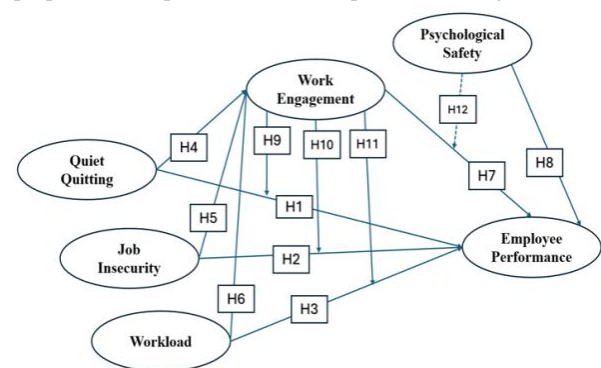 Psychological
Safety
Work
Engagement
H12
H4
H9
H10
H11
Quiet
Quitting
H7
H8
H1
H5
Job
Insecurity
H2
Employee
Performance
H6
H3
Workload